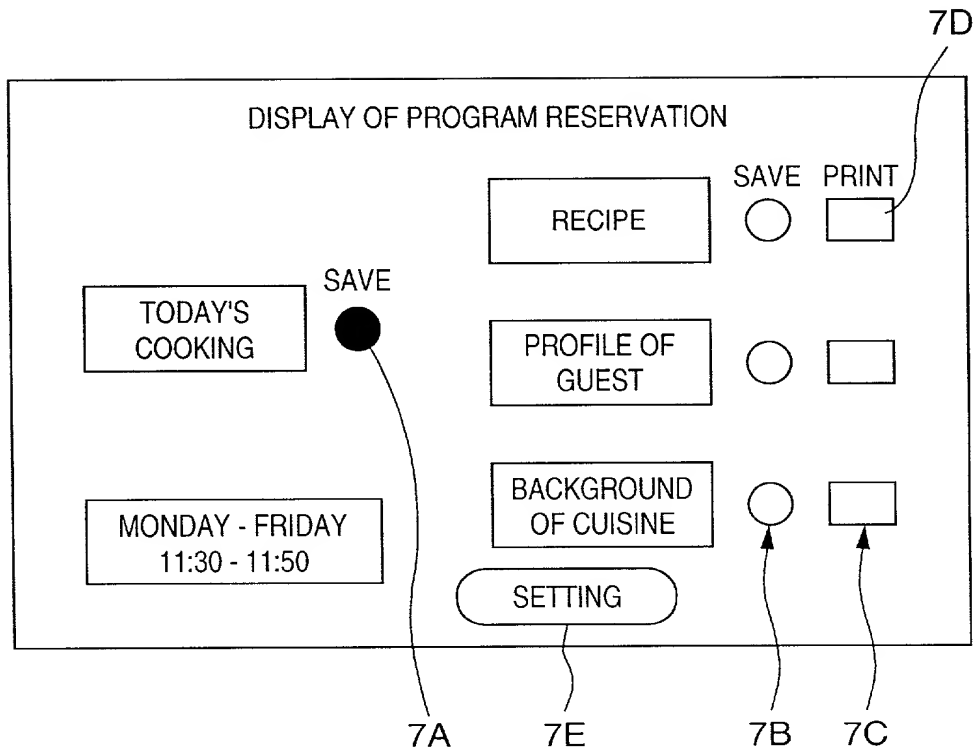 7D
DISPLAY OF PROGRAM RESERVATION
SAVE PRINT
RECIPE
SAVE
TODAY'S
COOKING
PROFILE OF
GUEST
BACKGROUND
OF CUISINE
MONDAY - FRIDAY
11:30 - 11:50
SETTING
7A 7E 7B 7C